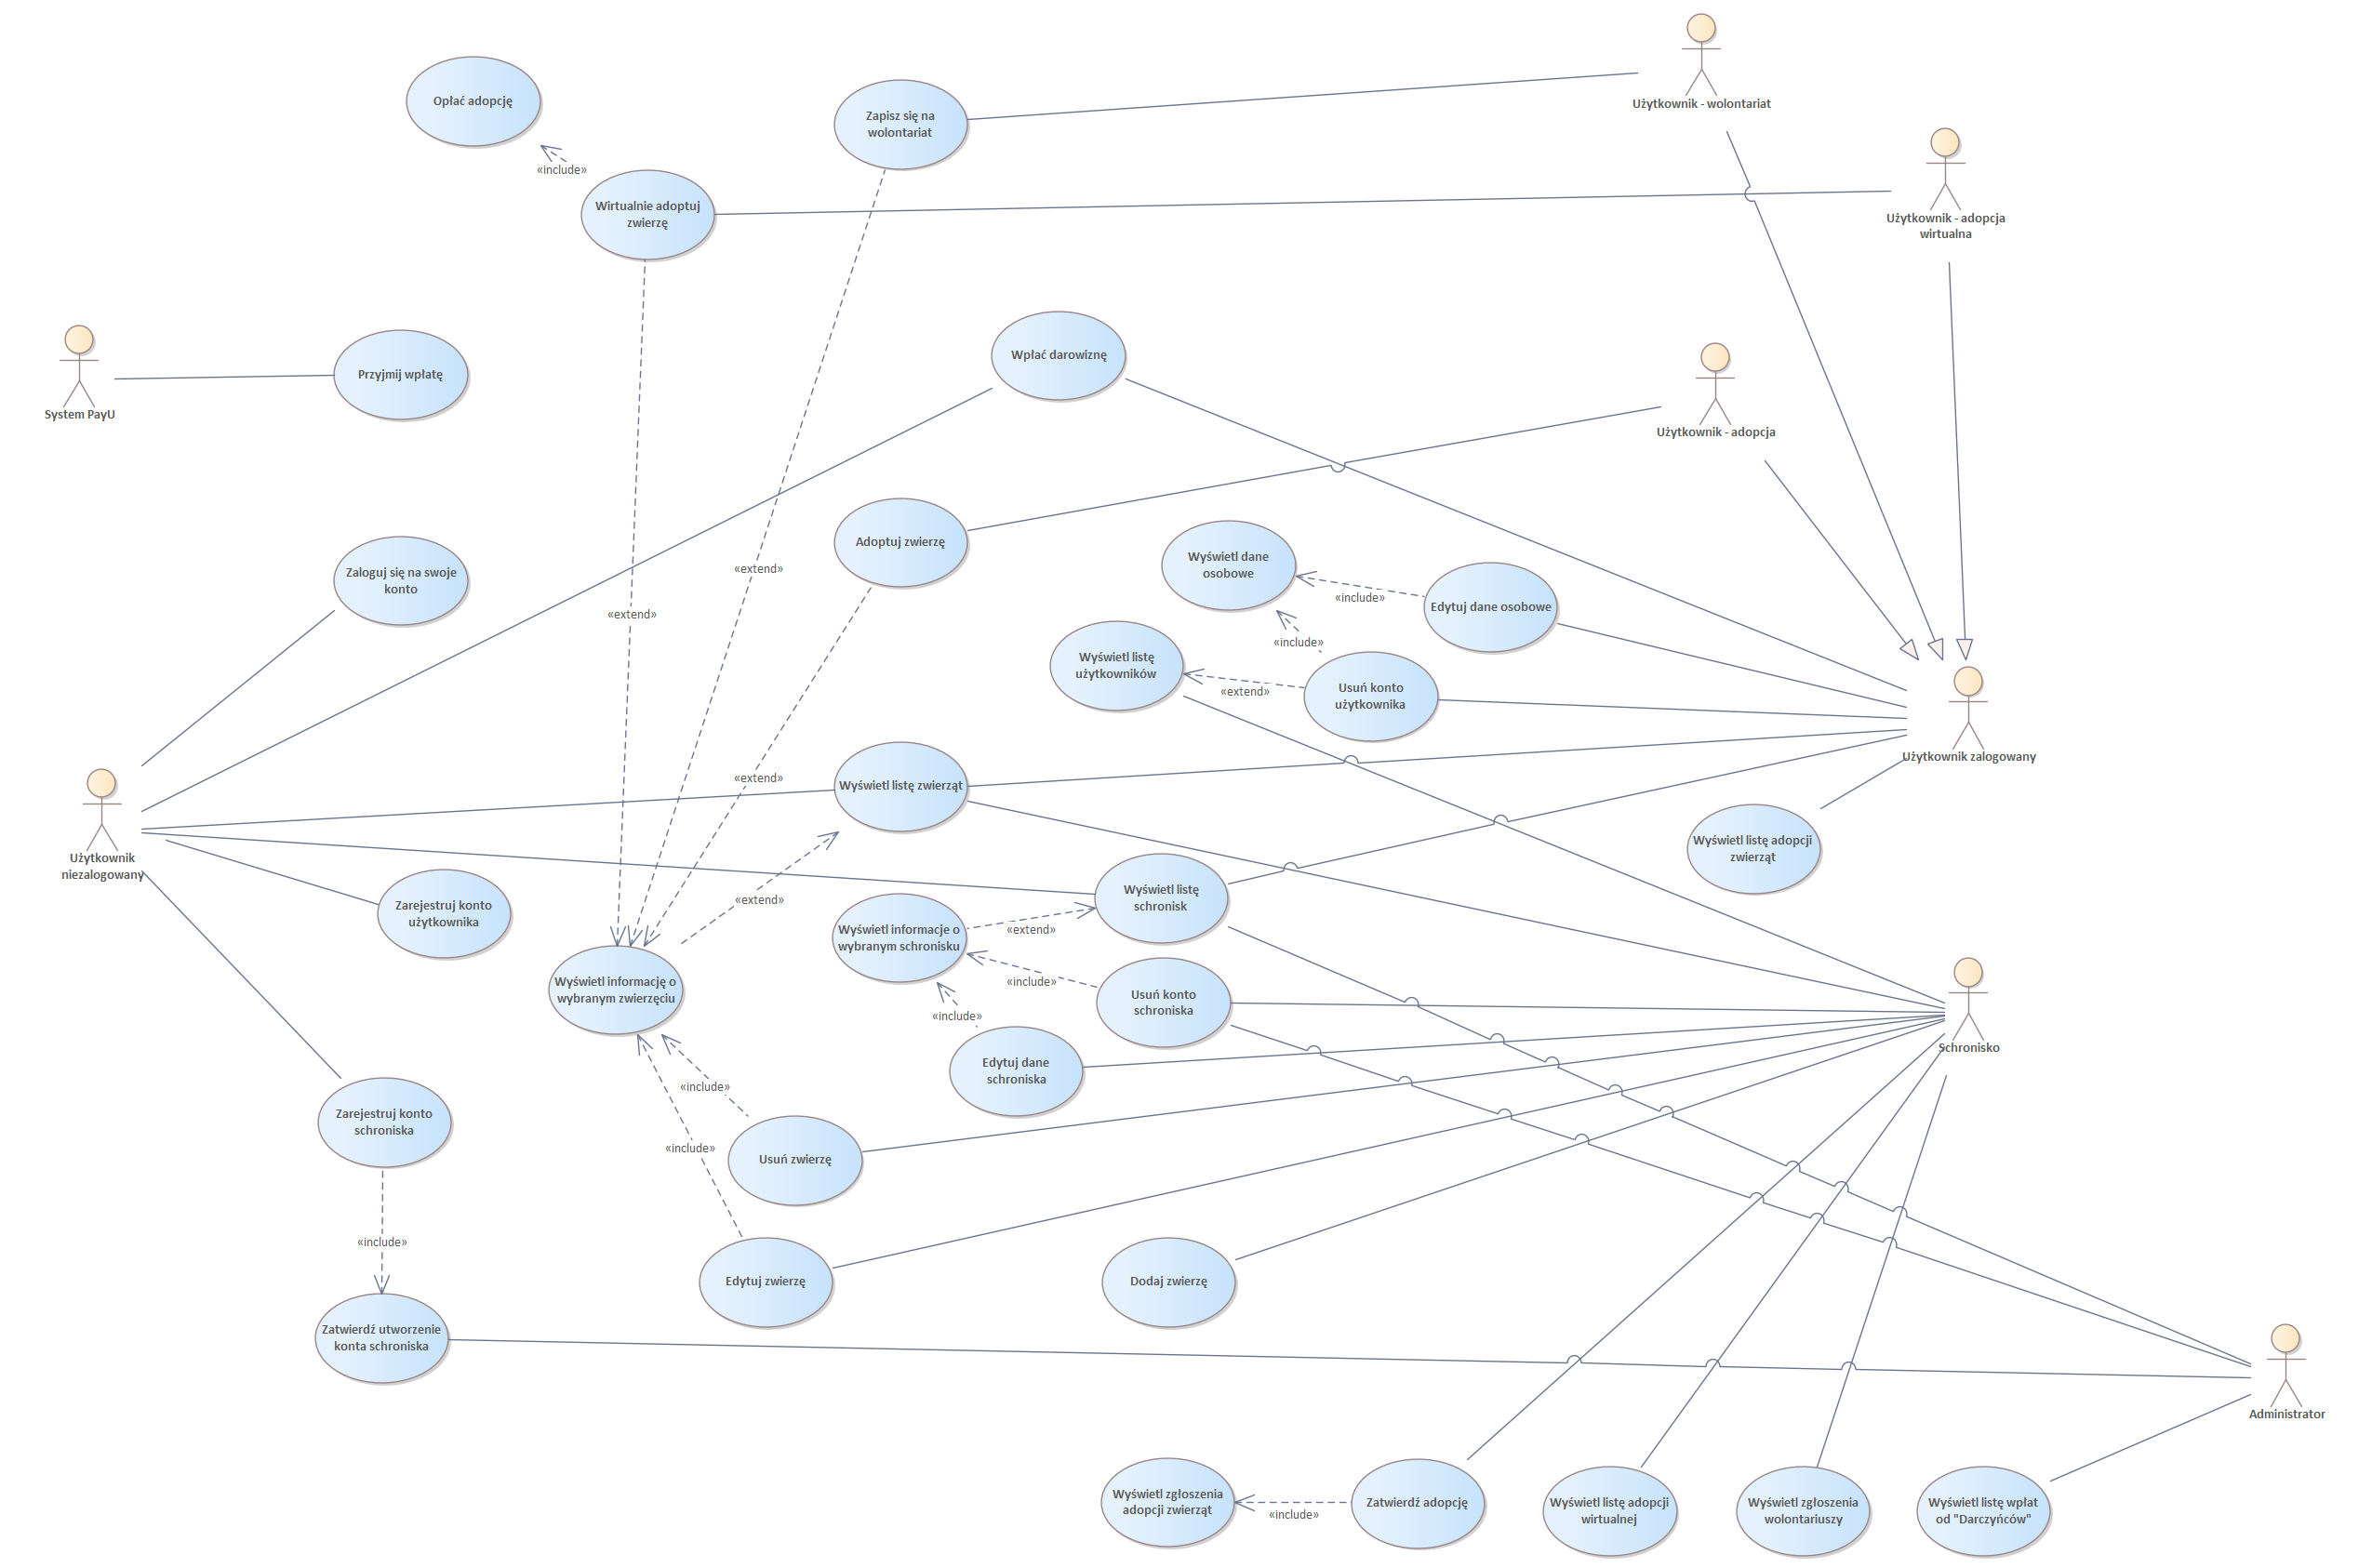 Użytkownik - wolontariat
Opłać adopcję
Zapisz się na
wolontariat
«include»
Wirtualnie adoptuj
zwierzę
Użytkownik - adopcja
wirtualna
Wpłać darowiznę
Przyjmij wpłatę
System PayU
Użytkownik - adopcja
Adoptuj zwierzę
Wyświetl dane
osobowe
Zaloguj się na swoje
konto
«extend»
«extend»
«include»
Edytuj dane osobowe
«include»
Wyświetl listę
użytkowników
«extend»
Usuń konto
użytkownika
Użytkownik zalogowany
«extend»
Wyświetl listę zwierząt
Wyświetl listę adopcji
zwierząt
Użytkownik
niezalogowany
«extend»
Wyświetl listę
schronisk
Zarejestruj konto
użytkownika
Wyświetl informacje o
wybranym schronisku
«extend»
Wyświetl informację o
wybranym zwierzęciu
«include»
Usuń konto
schroniska
«include»
Schronisko
Edytuj dane
schroniska
«include»
Zarejestruj konto
schroniska
«include»
Usuń zwierzę
«include»
Edytuj zwierzę
Dodaj zwierzę
Zatwierdź utworzenie
konta schroniska
Administrator
Wyświetl zgłoszenia
adopcji zwierząt
«include»
Zatwierdź adopcję
Wyświetl listę adopcji
wirtualnej
Wyświetl zgłoszenia
wolontariuszy
Wyświetl listę wpłat
od "Darczyńców"